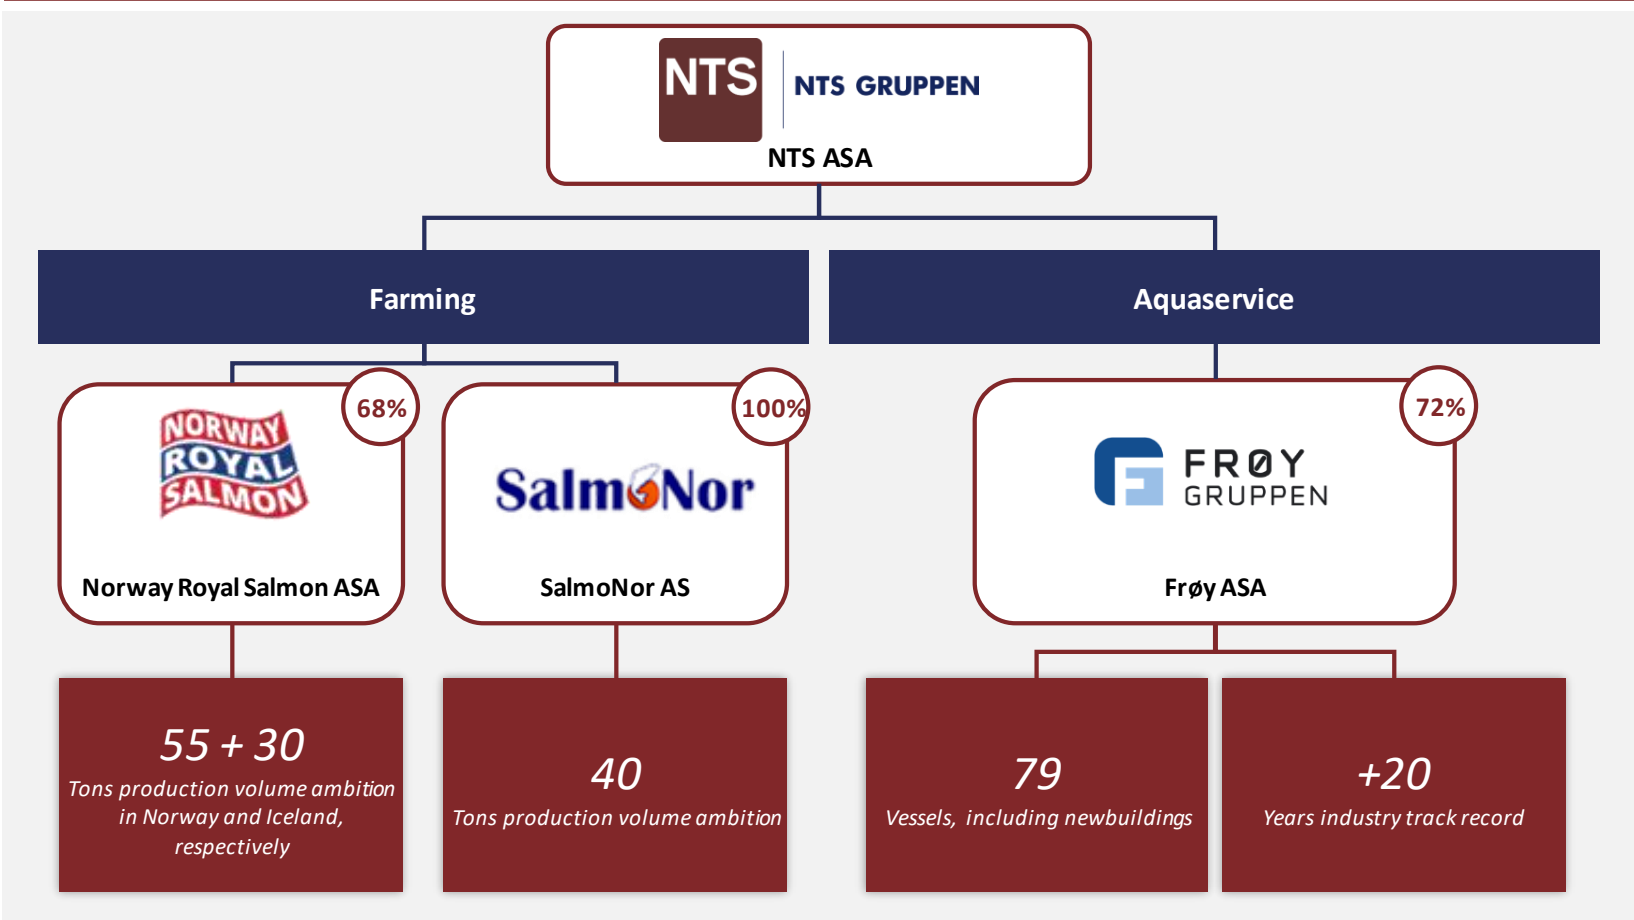 NTS
NTS GRUPPEN
NTS ASA
Farming
Aquaservice
68%
100%
72%
NORWAY
ROYAL
SALMON
SalmoNor
FRØY
GRUPPEN
Norway Royal Salmon ASA
SalmoNor AS
Frøy ASA
55 + 30
Tons production volume ambition
in Norway and Iceland,
respectively
40
Tons production volume ambition
79
Vessels, including newbuildings
+20
Years industry track record